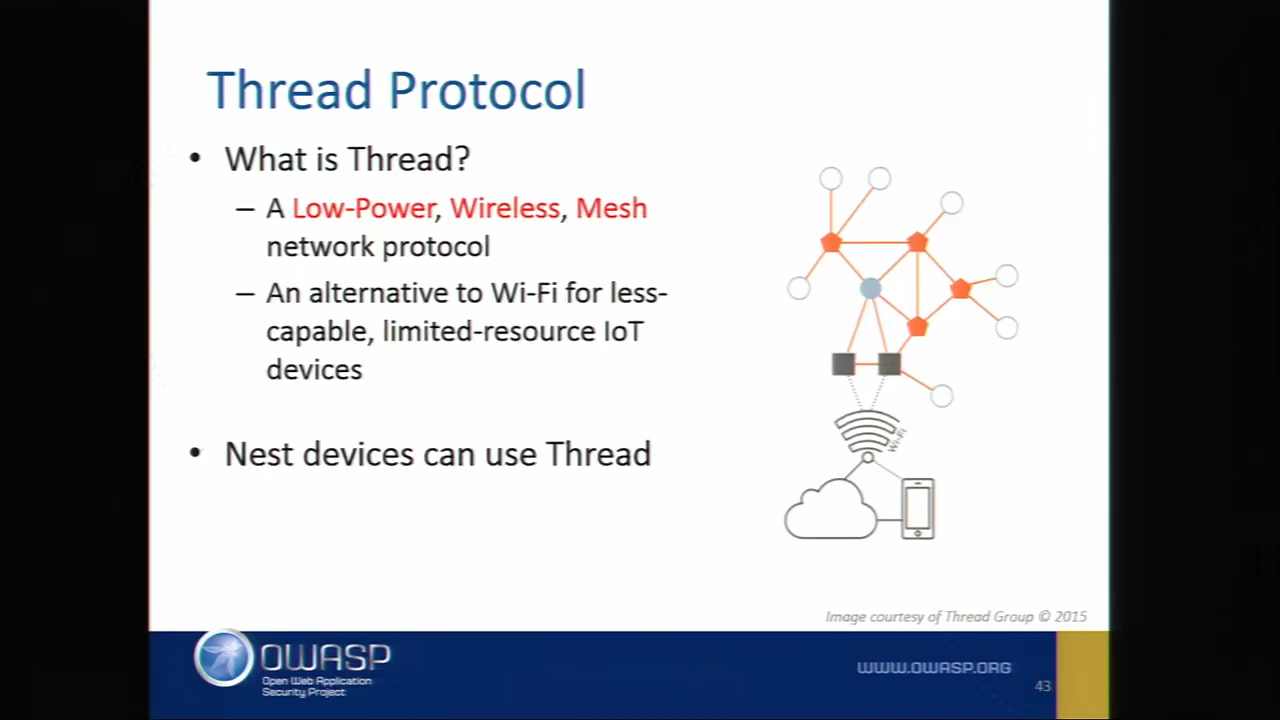 Thread Protocol
• What is Thread?
– A Low-Power, Wireless, Mesh
network protocol
– An alternative to Wi-Fi for less-
capable, limited-resource IoT
devices
• Nest devices can use Thread
Wi-Fi
Image courtesy of Thread Group © 2015
OWASP
Open Web Application
Security Project
WWW.OWASP.ORG
43